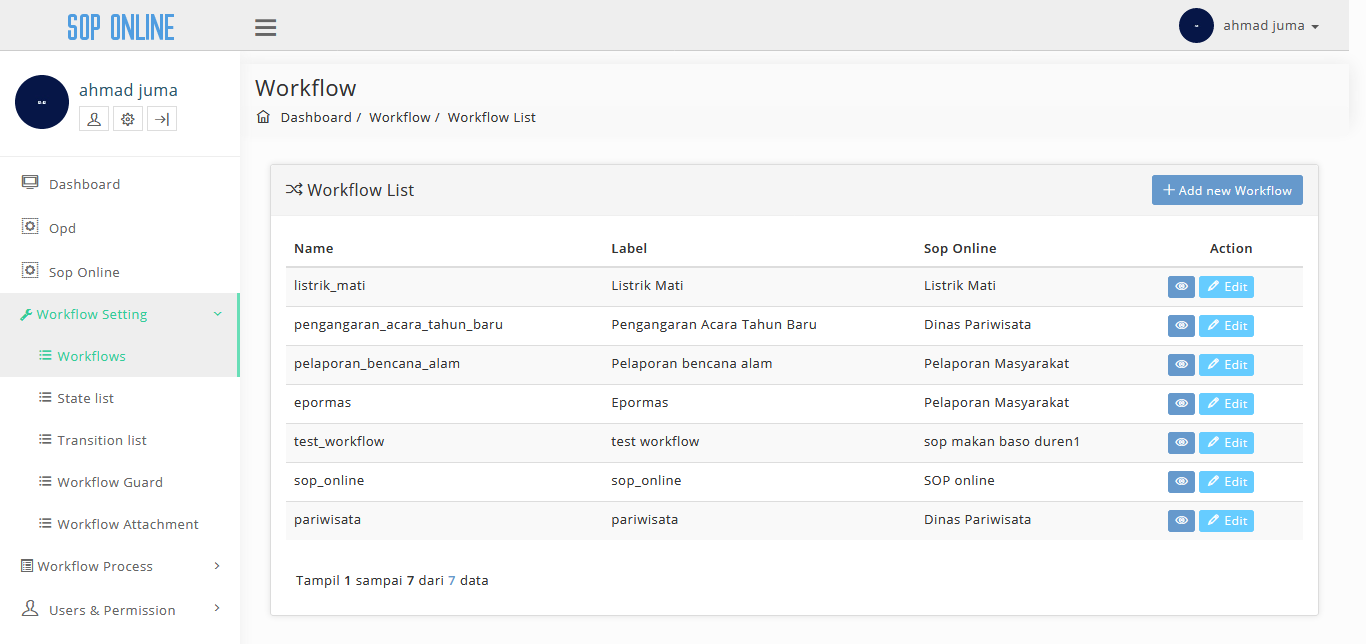 SOP ONLINE
ahmad juma
ahmad juma
Dashboard
Opd
Sop Online
Workflow Setting
Workflows
State list
Transition list
Workflow Guard
Workflow Attachment
Workflow Process
Users & Permission
Workflow
Dashboard / Workflow / Workflow List
Workflow List
+ Add new Workflow
Name Label Sop Online Action
listrik_mati Listrik Mati Listrik Mati Edit
pengangaran_acara_tahun_baru Pengangaran Acara Tahun Baru Dinas Pariwisata Edit
pelaporan_bencana_alam Pelaporan bencana alam Pelaporan Masyarakat Edit
epormas Epormas Pelaporan Masyarakat Edit
test_workflow test workflow sop makan baso duren1 Edit
sop_online sop_online SOP online Edit
pariwisata pariwisata Dinas Pariwisata Edit
Tampil 1 sampai 7 dari 7 data